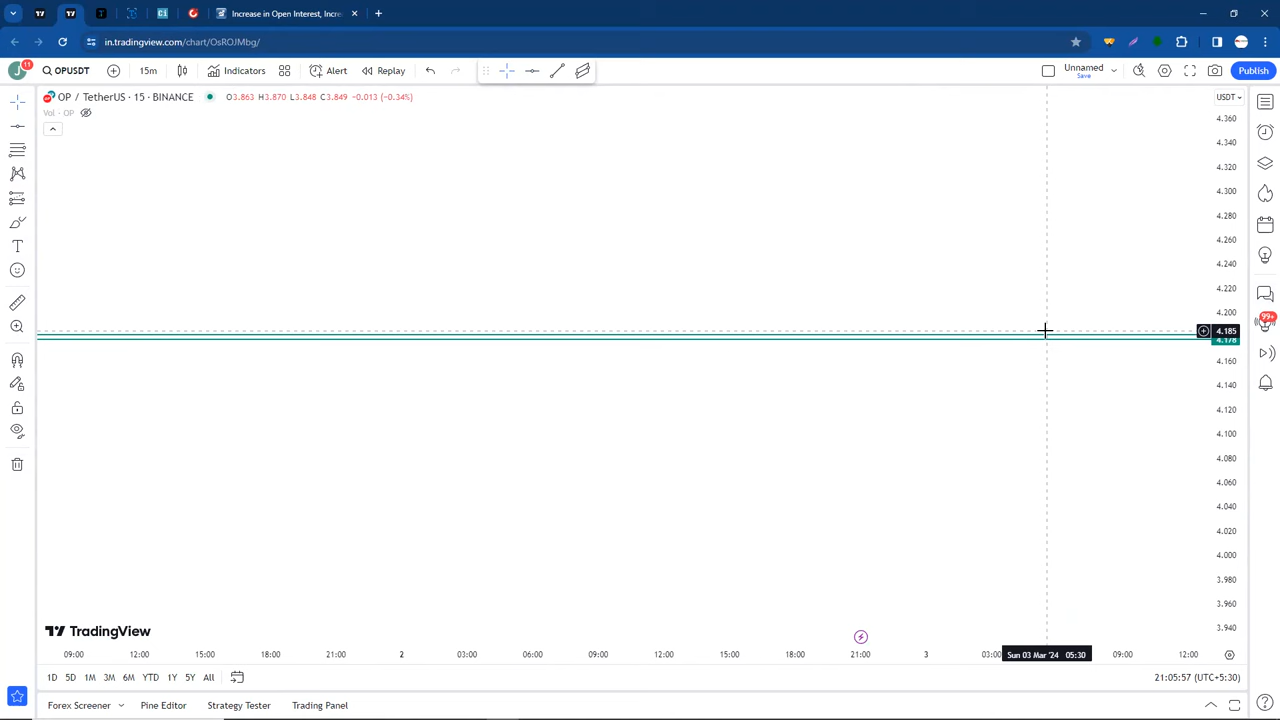 Increase in Open Interest, Incre
in.tradingview.com/chart/OsROJMbg/
J 11 OPUSDT 15m Indicators Alert Replay Unnamed Save Publish
OP / TetherUS · 15 · BINANCE O3.863 H3.870 L3.848 C3.849 −0.013 (−0.34%) USDT
Vol · OP
4.360
4.340
4.320
4.300
4.280
4.260
4.240
4.220
4.200
4.185
4.178
4.160
4.140
4.120
4.100
4.080
4.060
4.040
4.020
4.000
3.980
3.960
3.940
99+
TradingView
09:00 12:00 15:00 18:00 21:00 2 03:00 06:00 09:00 12:00 15:00 18:00 21:00 3 03:00 Sun 03 Mar '24 05:30 09:00 12:00
1D 5D 1M 3M 6M YTD 1Y 5Y All 21:05:57 (UTC+5:30)
Forex Screener Pine Editor Strategy Tester Trading Panel